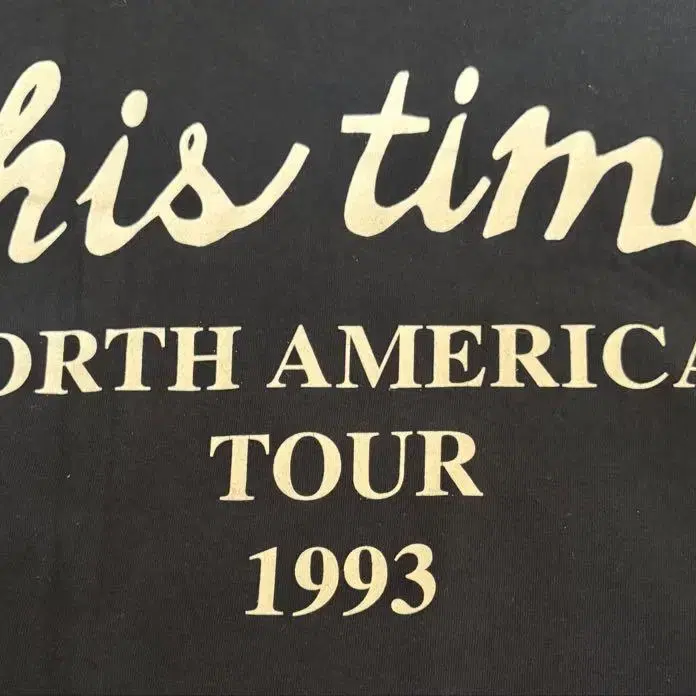 his tim
ORTH AMERICA
TOUR
1993